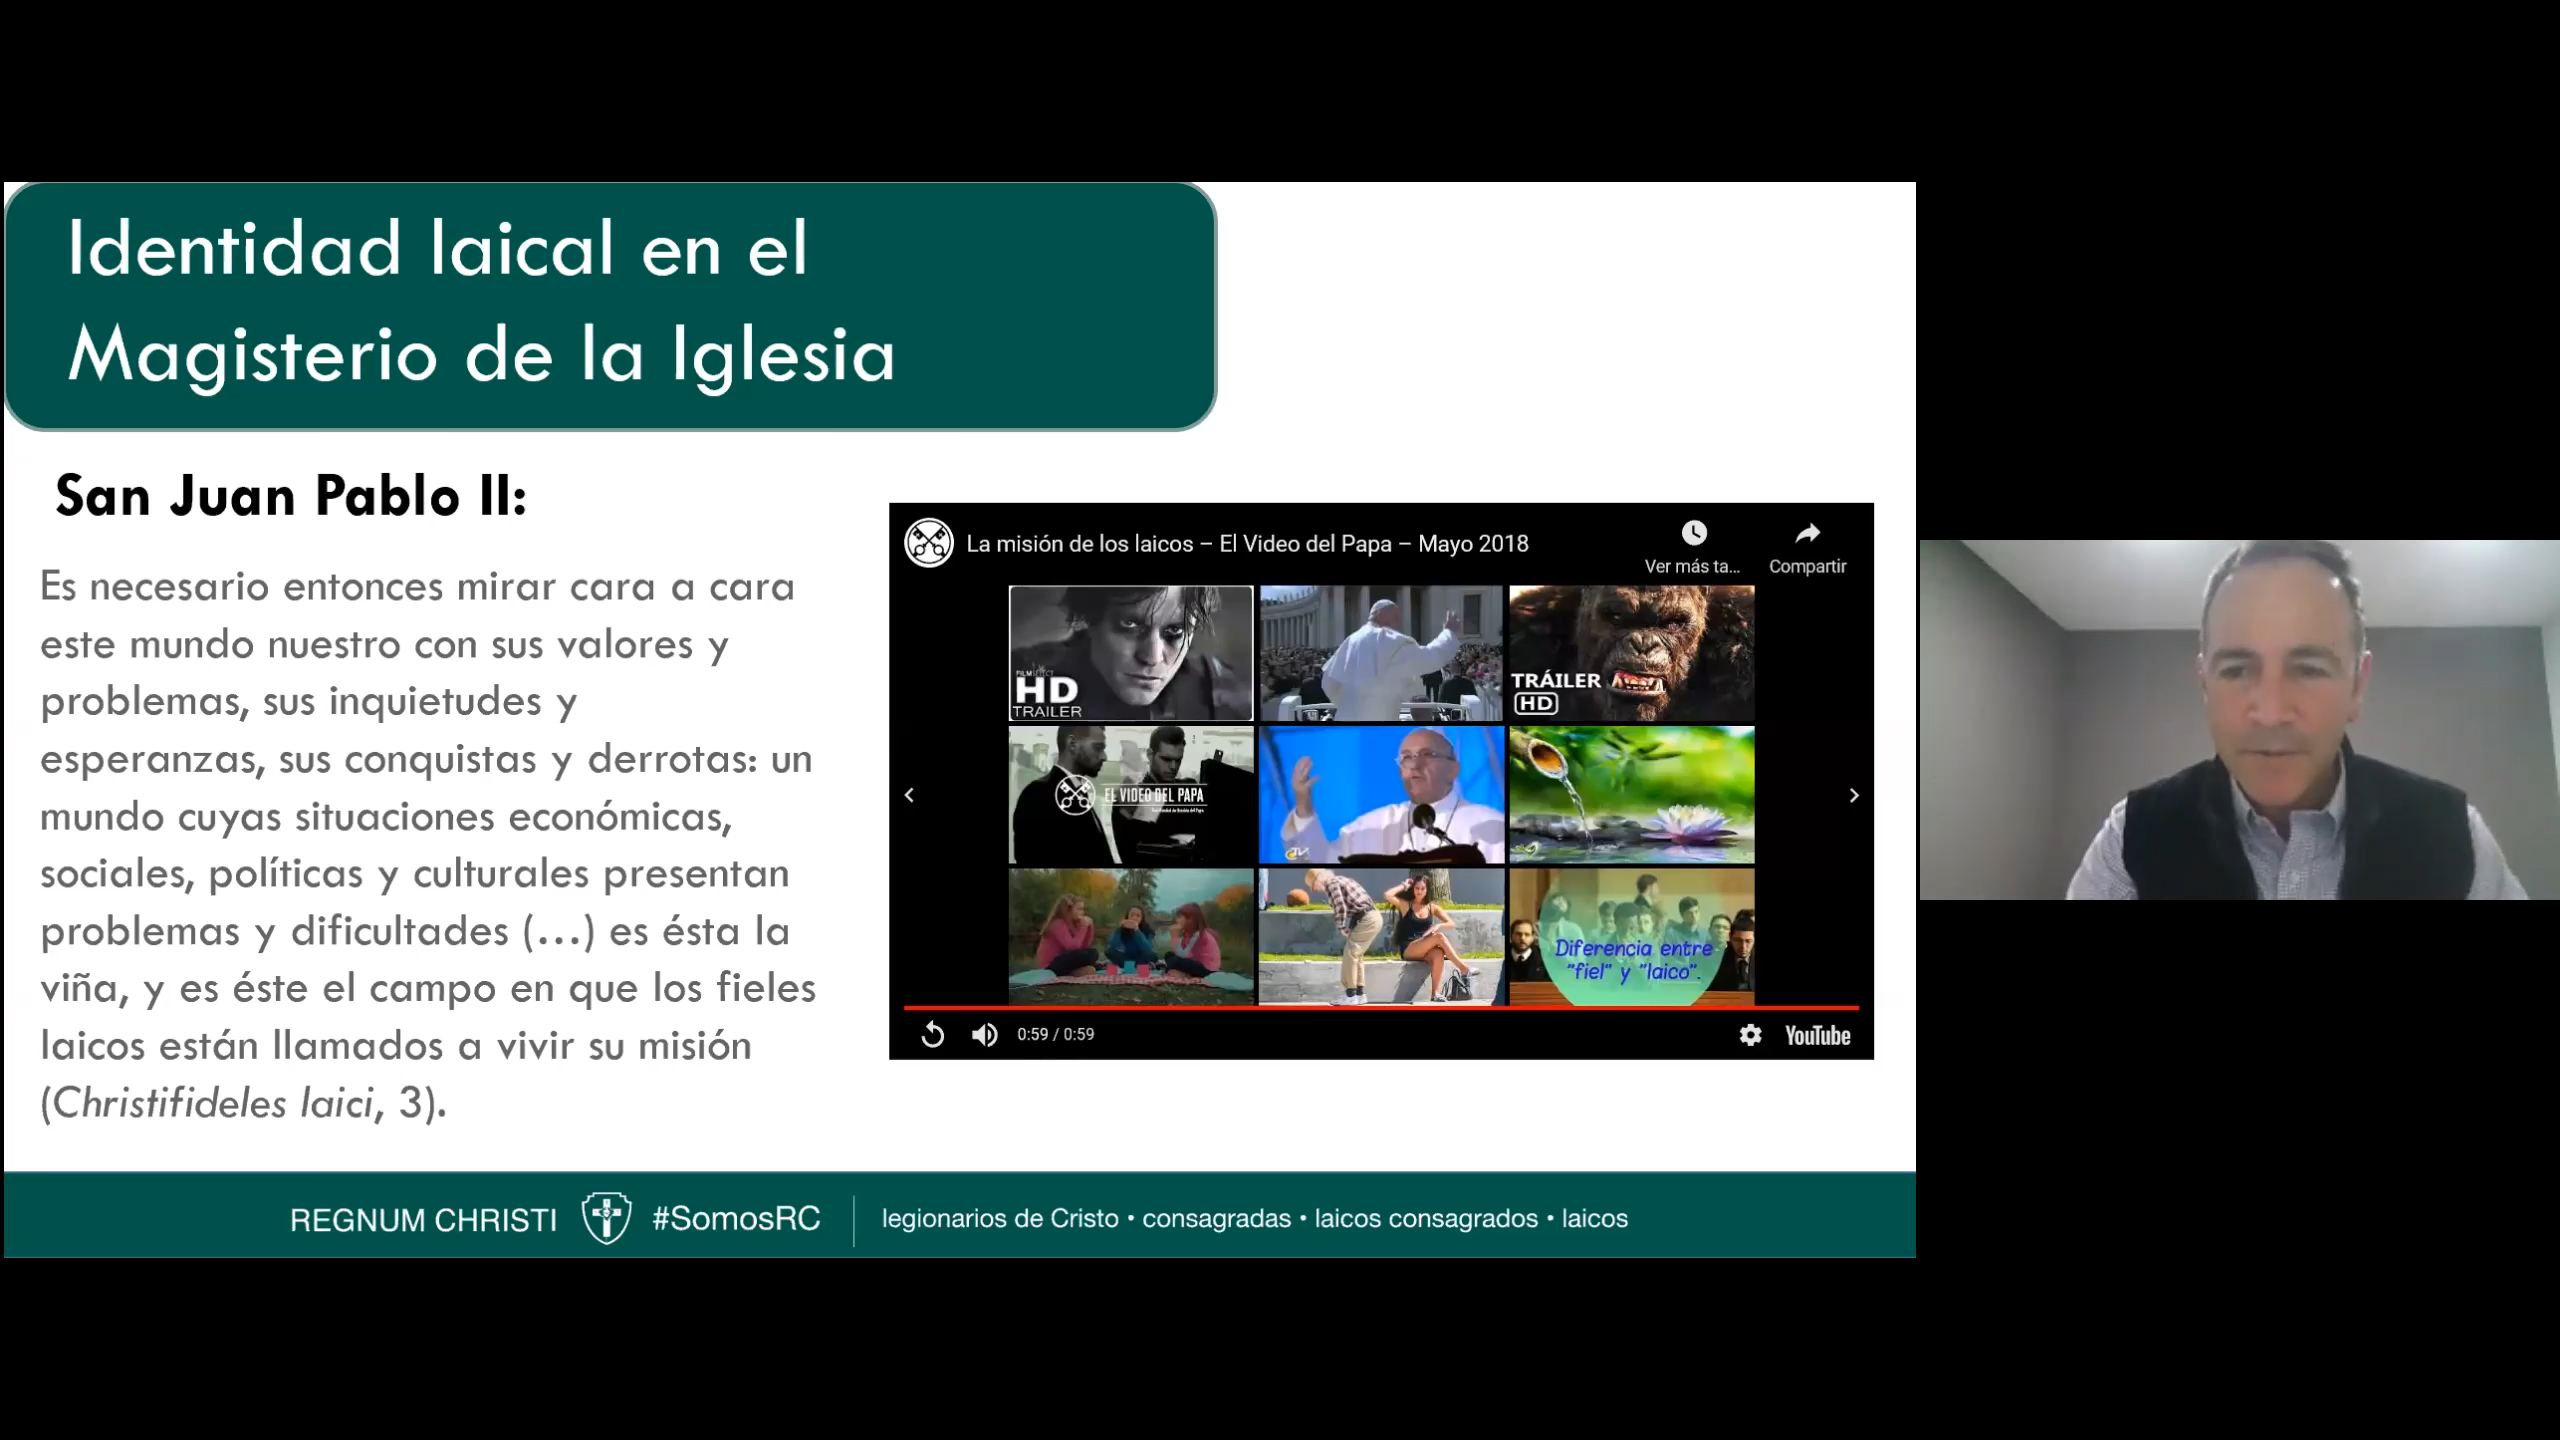 Identidad laical en el
Magisterio de la Iglesia
San Juan Pablo II:
Es necesario entonces mirar cara a cara
este mundo nuestro con sus valores y
problemas, sus inquietudes y
esperanzas, sus conquistas y derrotas: un
mundo cuyas situaciones económicas,
sociales, políticas y culturales presentan
problemas y dificultades (...) es ésta la
viña, y es éste el campo en que los fieles
laicos están llamados a vivir su misión
(Christifideles laici, 3).
La misión de los laicos – El Video del Papa – Mayo 2018
Ver más ta...
Compartir
HD
TRAILER
TRÁILER
HD
EL VIDEO DEL PAPA
Diferencia entre
"fiel" y "laico".
0:59 / 0:59
YouTube
REGNUM CHRISTI #SomosRC legionarios de Cristo • consagradas • laicos consagrados • laicos